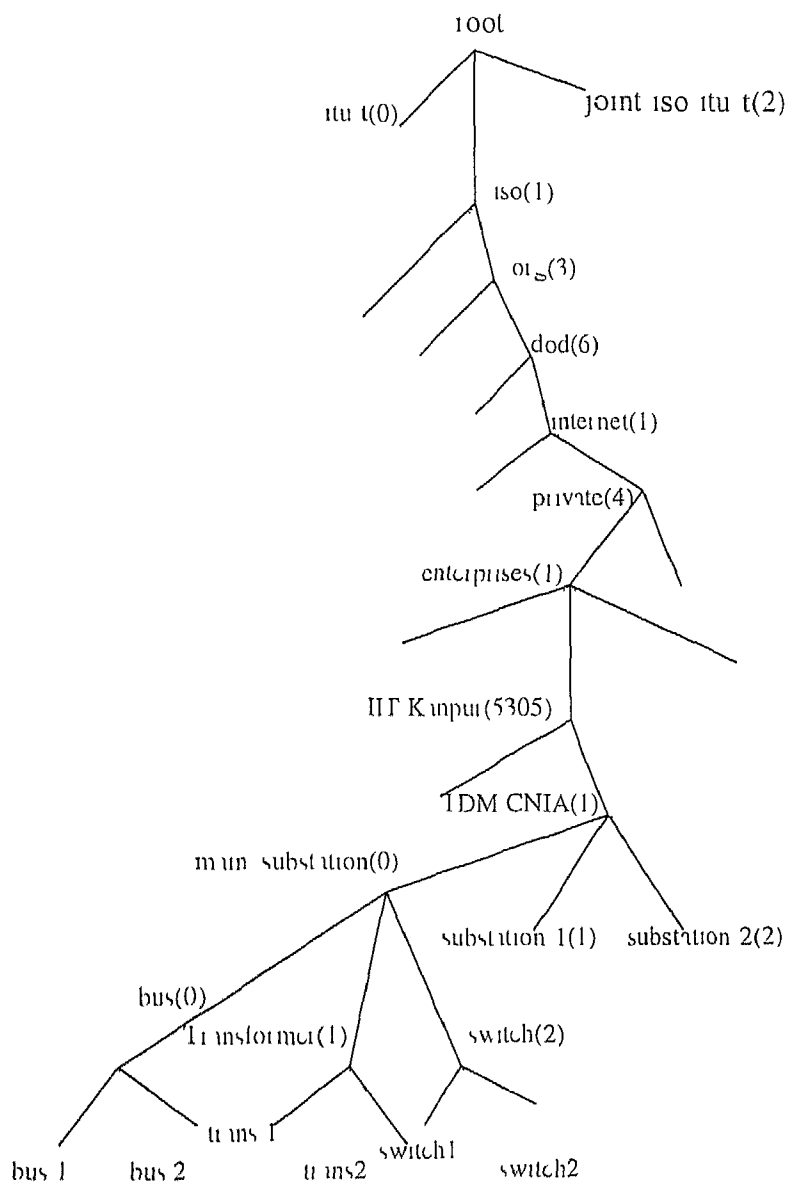 root
itu t(0)
joint iso itu t(2)
iso(1)
org(3)
dod(6)
internet(1)
private(4)
enterprises(1)
IIT Kanpur(5305)
DM CNIA(1)
main substation(0)
substation 1(1) substation 2(2)
bus(0)
Transformer(1) switch(2)
trans 1
switch1
bus 1 bus 2 trans2 switch2